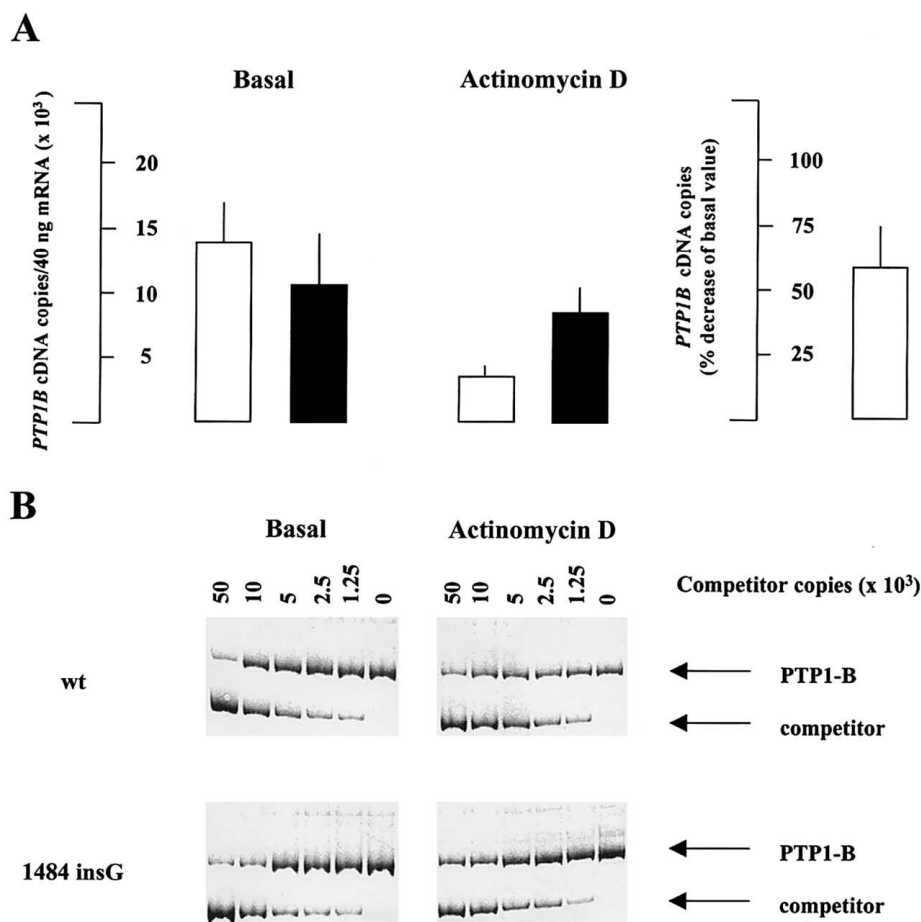 A
Basal
Actinomycin D
PTP1B cDNA copies/40 ng mRNA (x 10³)
20
15
10
5
PTP1B cDNA copies
(% decrease of basal value)
100
75
50
25
B
Basal
Actinomycin D
50 10 5 2.5 1.25 0
50 10 5 2.5 1.25 0
Competitor copies (x 10³)
wt
PTP1-B
competitor
1484 insG
PTP1-B
competitor